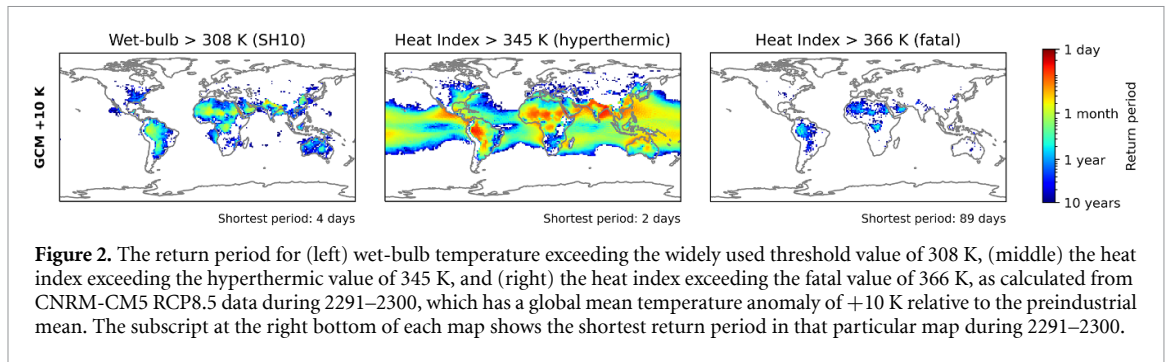 Wet-bulb > 308 K (SH10)
Heat Index > 345 K (hyperthermic)
Heat Index > 366 K (fatal)
GCM +10 K
1 day
1 month
1 year
10 years
Return period
Shortest period: 4 days
Shortest period: 2 days
Shortest period: 89 days
Figure 2. The return period for (left) wet-bulb temperature exceeding the widely used threshold value of 308 K, (middle) the heat
index exceeding the hyperthermic value of 345 K, and (right) the heat index exceeding the fatal value of 366 K, as calculated from
CNRM-CM5 RCP8.5 data during 2291–2300, which has a global mean temperature anomaly of +10 K relative to the preindustrial
mean. The subscript at the right bottom of each map shows the shortest return period in that particular map during 2291–2300.